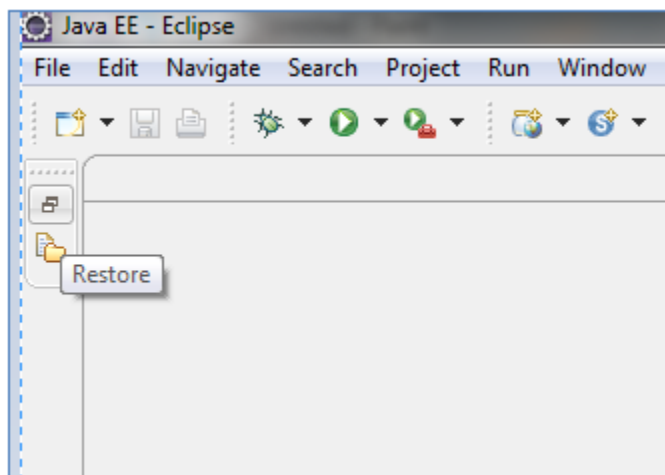 Java EE - Eclipse
File Edit Navigate Search Project Run Window
Restore